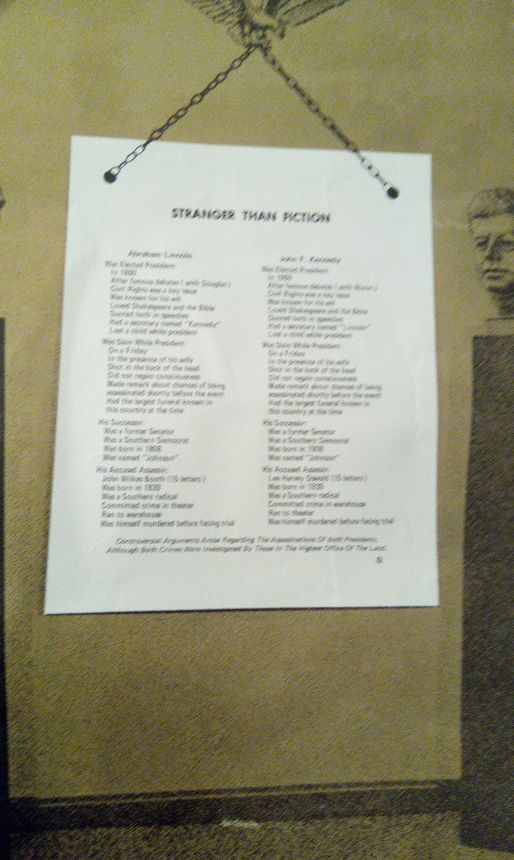 STRANGER THAN FICTION
Abraham Lincoln
Was Elected President:
In 1860
After famous debates (with Douglas)
Civil Rights was a key issue
Was known for his wit
Loved Shakespeare and the Bible
Quoted both in speeches
Had a secretary named "Kennedy"
Lost a child while president
Was Slain While President:
On a Friday
In the presence of his wife
Shot in the back of the head
Did not regain consciousness
Made remark about chances of being
assassinated shortly before the event
Had the largest funeral known in
this country at the time
His Successor:
Was a former Senator
Was a Southern Democrat
Was born in 1808
Was named "Johnson"
His Accused Assassin:
John Wilkes Booth (15 letters)
Was born in 1839
Was a Southern radical
Committed crime in theater
Ran to warehouse
Was himself murdered before facing trial
John F. Kennedy
Was Elected President:
In 1960
After famous debates (with Nixon)
Civil Rights was a key issue
Was known for his wit
Loved Shakespeare and the Bible
Quoted both in speeches
Had a secretary named "Lincoln"
Lost a child while president
Was Slain While President:
On a Friday
In the presence of his wife
Shot in the back of the head
Did not regain consciousness
Made remark about chances of being
assassinated shortly before the event
Had the largest funeral known in
this country at the time
His Successor:
Was a former Senator
Was a Southern Democrat
Was born in 1908
Was named "Johnson"
His Accused Assassin:
Lee Harvey Oswald (15 letters)
Was born in 1939
Was a Southern radical
Committed crime in warehouse
Ran to theater
Was himself murdered before facing trial
Controversial Arguments Arose Regarding The Assassinations Of Both Presidents,
Although Both Crimes Were Investigated By Those In The Highest Office Of The Land.